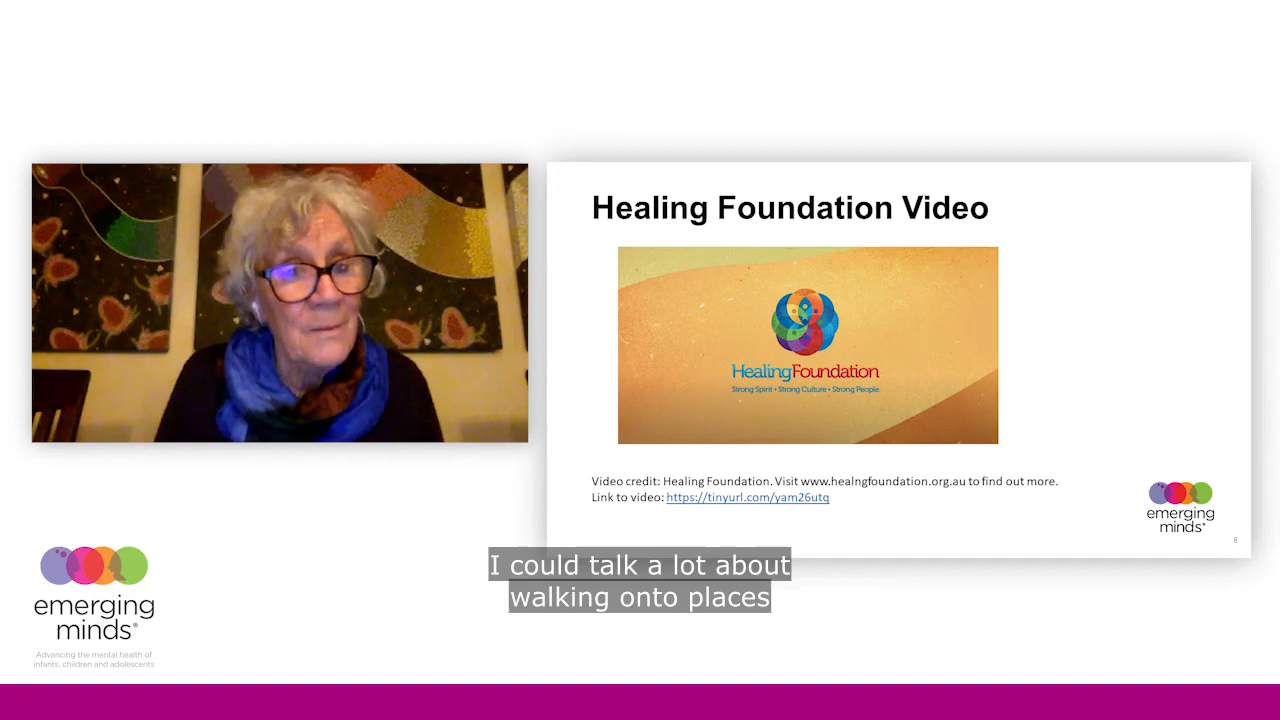 Healing Foundation Video
HealingFoundation
Strong Spirit • Strong Culture • Strong People
Video credit: Healing Foundation. Visit www.healngfoundation.org.au to find out more.
Link to video: https://tinyurl.com/yam26utq
emerging
minds®
8
I could talk a lot about
walking onto places
emerging
minds®
Advancing the mental health of
infants, children and adolescents